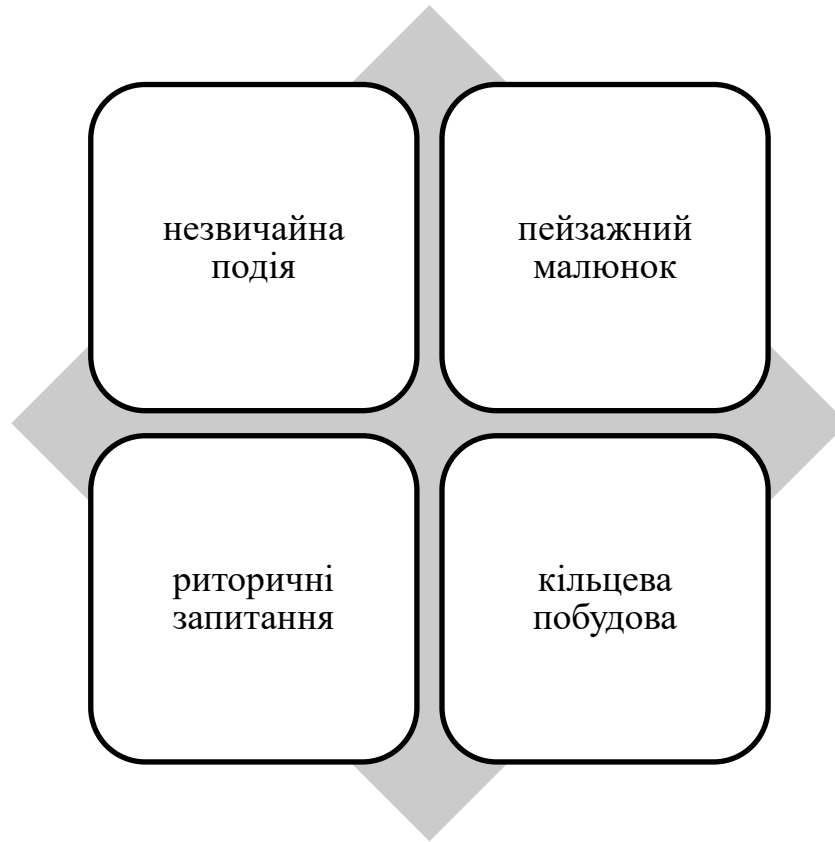 незвичайна
подія
пейзажний
малюнок
риторичні
запитання
кільцева
побудова